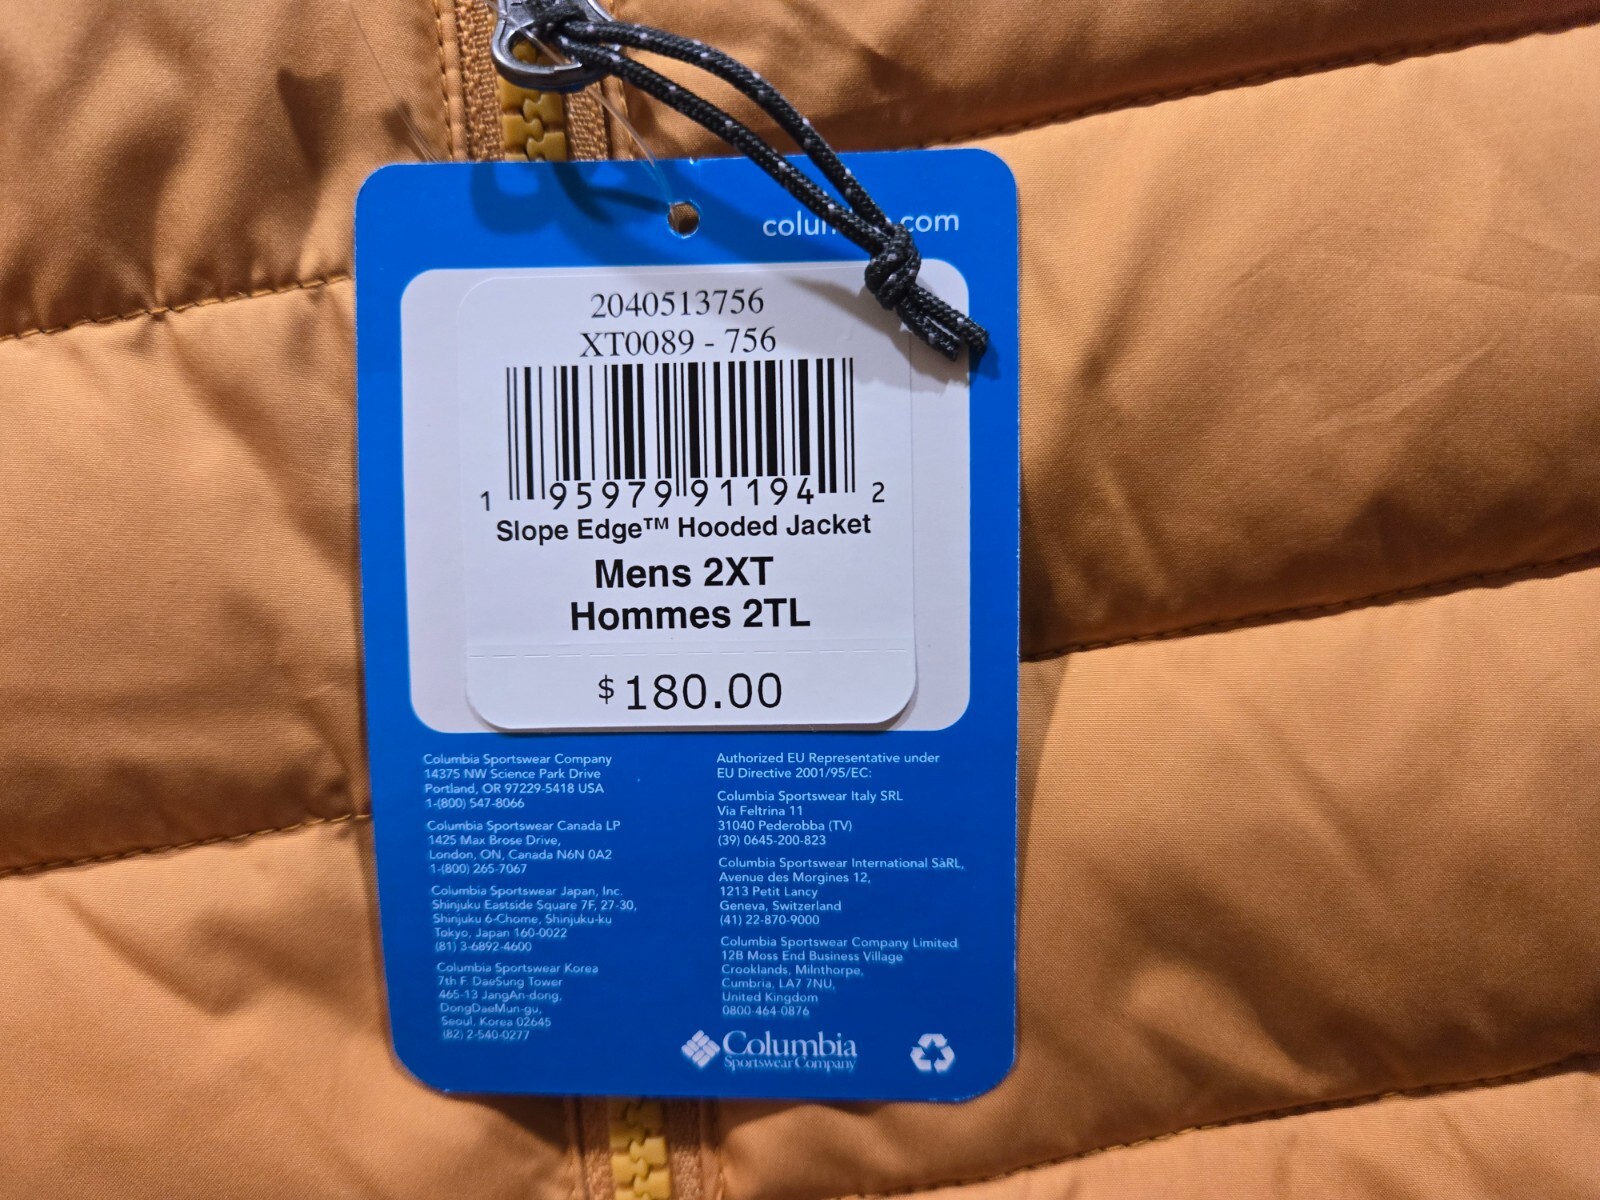 columbia.com
2040513756
XT0089 - 756
1 95979 91194 2
Slope Edge™ Hooded Jacket
Mens 2XT
Hommes 2TL
$180.00
Columbia Sportswear Company
14375 NW Science Park Drive
Portland, OR 97229-5418 USA
1-(800) 547-8066
Columbia Sportswear Canada LP
1425 Max Brose Drive,
London, ON, Canada N6N 0A2
1-(800) 265-7067
Columbia Sportswear Japan, Inc.
Shinjuku Eastside Square 7F, 27-30,
Shinjuku 6-Chome, Shinjuku-ku
Tokyo, Japan 160-0022
(81) 3-6892-4600
Columbia Sportswear Korea
7th F. DaeSung Tower
465-13 JangAn-dong,
DongDaeMun-gu,
Seoul, Korea 02645
(82) 2-540-0277
Authorized EU Representative under
EU Directive 2001/95/EC:
Columbia Sportswear Italy SRL
Via Feltrina 11
31040 Pederobba (TV)
(39) 0645-200-823
Columbia Sportswear International SàRL,
Avenue des Morgines 12,
1213 Petit Lancy
Geneva, Switzerland
(41) 22-870-9000
Columbia Sportswear Company Limited
12B Moss End Business Village
Crooklands, Milnthorpe,
Cumbria, LA7 7NU,
United Kingdom
0800-464-0876
Columbia
Sportswear Company